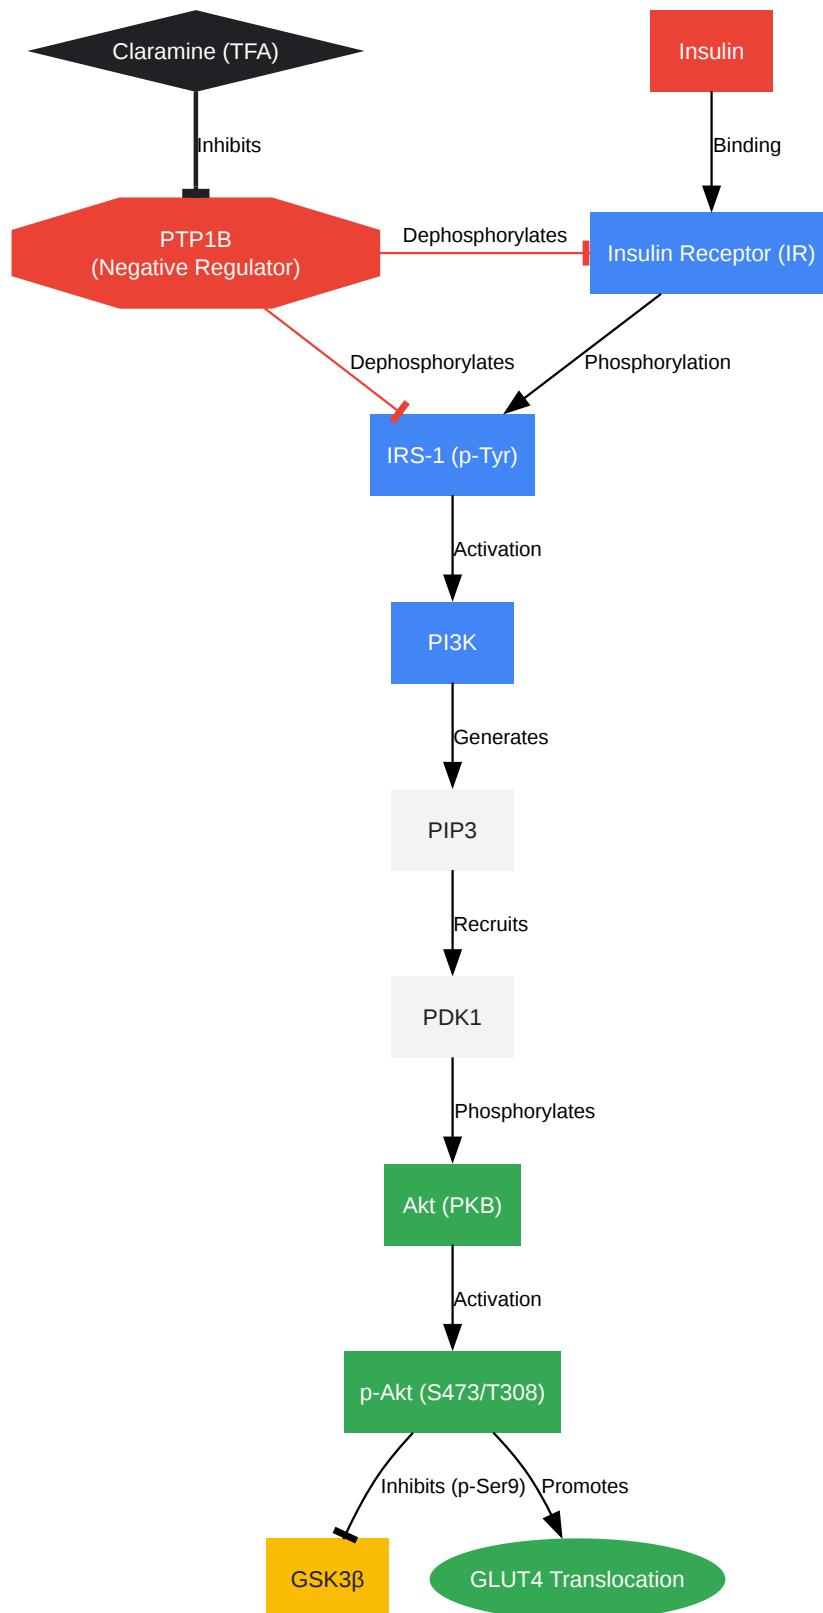 Claramine (TFA)
Insulin
Inhibits
Binding
PTP1B
(Negative Regulator)
Dephosphorylates
Insulin Receptor (IR)
Dephosphorylates
Phosphorylation
IRS-1 (p-Tyr)
Activation
PI3K
Generates
PIP3
Recruits
PDK1
Phosphorylates
Akt (PKB)
Activation
p-Akt (S473/T308)
Inhibits (p-Ser9)
Promotes
GSK3β
GLUT4 Translocation